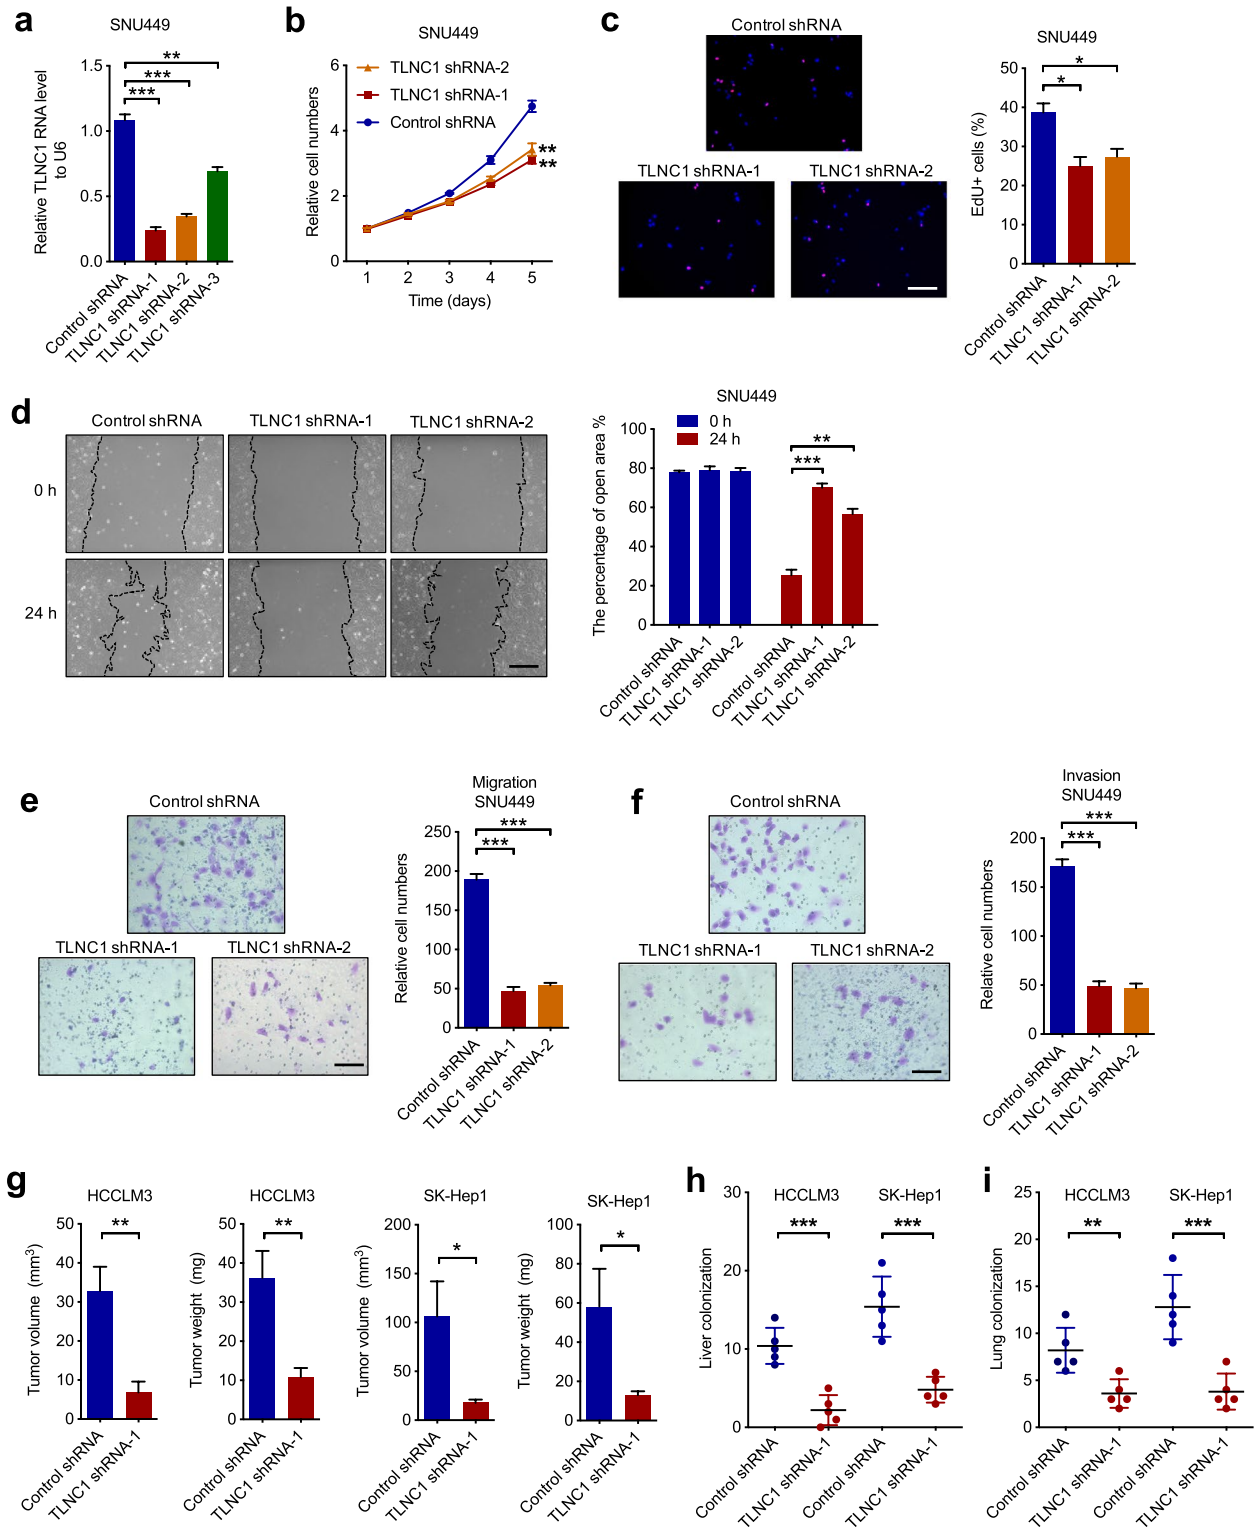 a
SNU449
Relative TLNC1 RNA level
to U6
1.5
1.0
0.5
0.0
**
***
***
Control shRNA
TLNC1 shRNA-1
TLNC1 shRNA-2
TLNC1 shRNA-3
b
SNU449
Relative cell numbers
6
4
2
0
TLNC1 shRNA-2
TLNC1 shRNA-1
Control shRNA
**
**
1 2 3 4 5
Time (days)
c
Control shRNA
TLNC1 shRNA-1
TLNC1 shRNA-2
SNU449
EdU+ cells (%)
50
40
30
20
10
0
*
*
Control shRNA
TLNC1 shRNA-1
TLNC1 shRNA-2
d
Control shRNA
TLNC1 shRNA-1
TLNC1 shRNA-2
0 h
24 h
SNU449
0 h
24 h
The percentage of open area %
100
80
60
40
20
0
**
***
Control shRNA
TLNC1 shRNA-1
TLNC1 shRNA-2
Control shRNA
TLNC1 shRNA-1
TLNC1 shRNA-2
e
Control shRNA
TLNC1 shRNA-1
TLNC1 shRNA-2
Migration
SNU449
Relative cell numbers
250
200
150
100
50
0
***
***
Control shRNA
TLNC1 shRNA-1
TLNC1 shRNA-2
f
Control shRNA
TLNC1 shRNA-1
TLNC1 shRNA-2
Invasion
SNU449
Relative cell numbers
200
150
100
50
0
***
***
Control shRNA
TLNC1 shRNA-1
TLNC1 shRNA-2
g
HCCLM3
Tumor volume (mm³)
50
40
30
20
10
0
**
Control shRNA
TLNC1 shRNA-1
HCCLM3
Tumor weight (mg)
50
40
30
20
10
0
**
Control shRNA
TLNC1 shRNA-1
SK-Hep1
Tumor volume (mm³)
200
150
100
50
0
*
Control shRNA
TLNC1 shRNA-1
SK-Hep1
Tumor weight (mg)
80
60
40
20
0
*
Control shRNA
TLNC1 shRNA-1
h
HCCLM3
SK-Hep1
Liver colonization
30
20
10
0
***
***
Control shRNA
TLNC1 shRNA-1
Control shRNA
TLNC1 shRNA-1
i
HCCLM3
SK-Hep1
Lung colonization
25
20
15
10
5
0
**
***
Control shRNA
TLNC1 shRNA-1
Control shRNA
TLNC1 shRNA-1